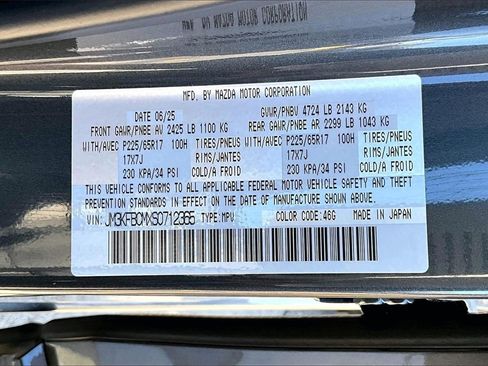 MFD. BY MAZDA MOTOR CORPORATION
DATE 06/25 GVWR/PNBV 4724 LB 2143 KG
FRONT GAWR/PNBE AV 2425 LB 1100 KG REAR GAWR/PNBE AR 2299 LB 1043 KG
WITH/AVEC P225/65R17 100H TIRES/PNEUS WITH/AVEC P225/65R17 100H TIRES/PNEUS
17X7J RIMS/JANTES 17X7J RIMS/JANTES
230 KPA/34 PSI COLD/A FROID 230 KPA/34 PSI COLD/A FROID
THIS VEHICLE CONFORMS TO ALL APPLICABLE FEDERAL MOTOR VEHICLE SAFETY AND THEFT
PREVENTION STANDARDS IN EFFECT ON THE DATE OF MANUFACTURE SHOWN ABOVE.
VIN: JM3KFBCMXS0712365 TYPE: MPV COLOR CODE: 46G MADE IN JAPAN